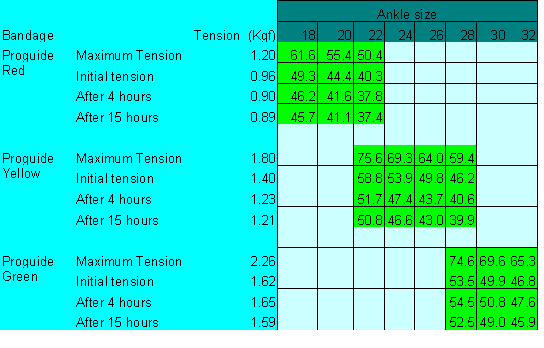 Ankle size
Bandage Tension (Kgf) 18 20 22 24 26 28 30 32
Proguide Red Maximum Tension 1.20 61.6 55.4 50.4
Initial tension 0.96 49.3 44.4 40.3
After 4 hours 0.90 46.2 41.6 37.8
After 15 hours 0.89 45.7 41.1 37.4
Proguide Yellow Maximum Tension 1.80 75.6 69.3 64.0 59.4
Initial tension 1.40 58.8 53.9 49.8 46.2
After 4 hours 1.23 51.7 47.4 43.7 40.6
After 15 hours 1.21 50.8 46.6 43.0 39.9
Proguide Green Maximum Tension 2.26 74.6 69.6 65.3
Initial tension 1.62 53.5 49.9 46.8
After 4 hours 1.65 54.5 50.8 47.6
After 15 hours 1.59 52.5 49.0 45.9